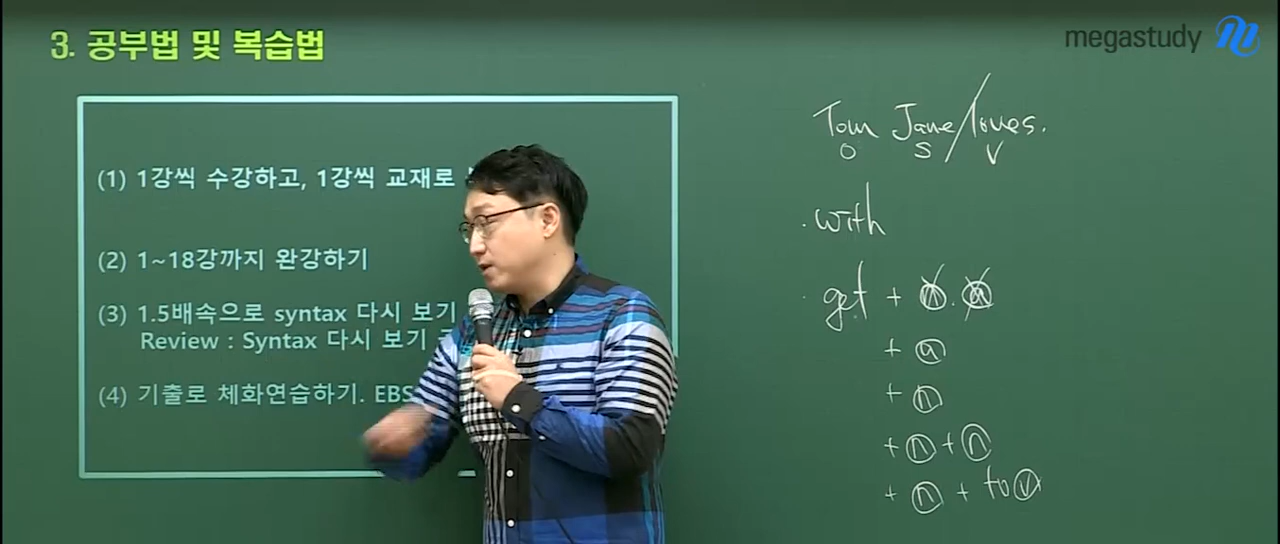 3. 공부법 및 복습법
megastudy
(1) 1강씩 수강하고, 1강씩 교재로
(2) 1~18강까지 완강하기
(3) 1.5배속으로 syntax 다시 보기
Review : Syntax 다시 보기
(4) 기출로 체화연습하기. EBS
Tom Jane/loves.
O S V
· with
· get + ⓝ. ⓐ
+ ⓐ
+ ⓝ
+ ⓝ + ⓝ
+ ⓝ + to ⓥ